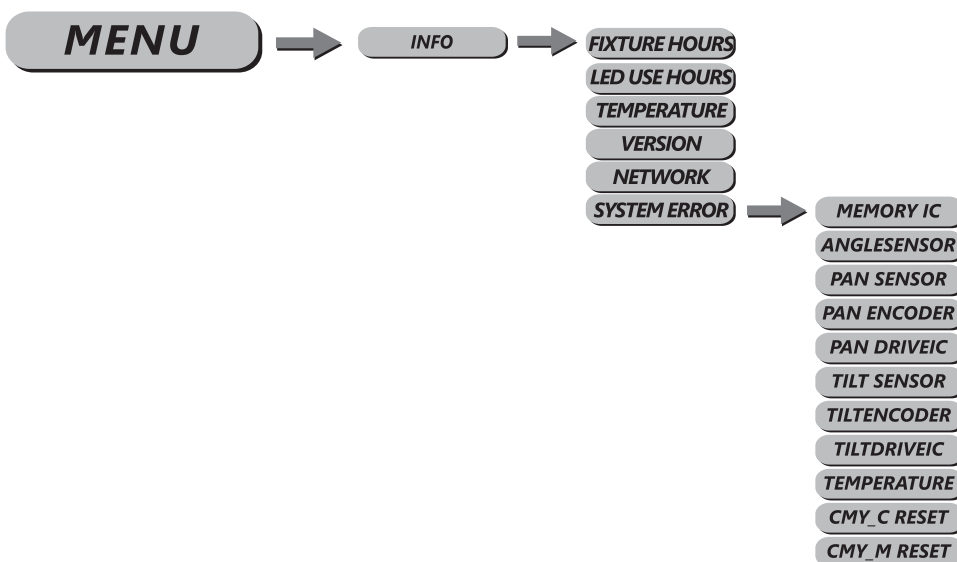 MENU
INFO
FIXTURE HOURS
LED USE HOURS
TEMPERATURE
VERSION
NETWORK
SYSTEM ERROR
MEMORY IC
ANGLESENSOR
PAN SENSOR
PAN ENCODER
PAN DRIVEIC
TILT SENSOR
TILTENCODER
TILTDRIVEIC
TEMPERATURE
CMY_C RESET
CMY_M RESET